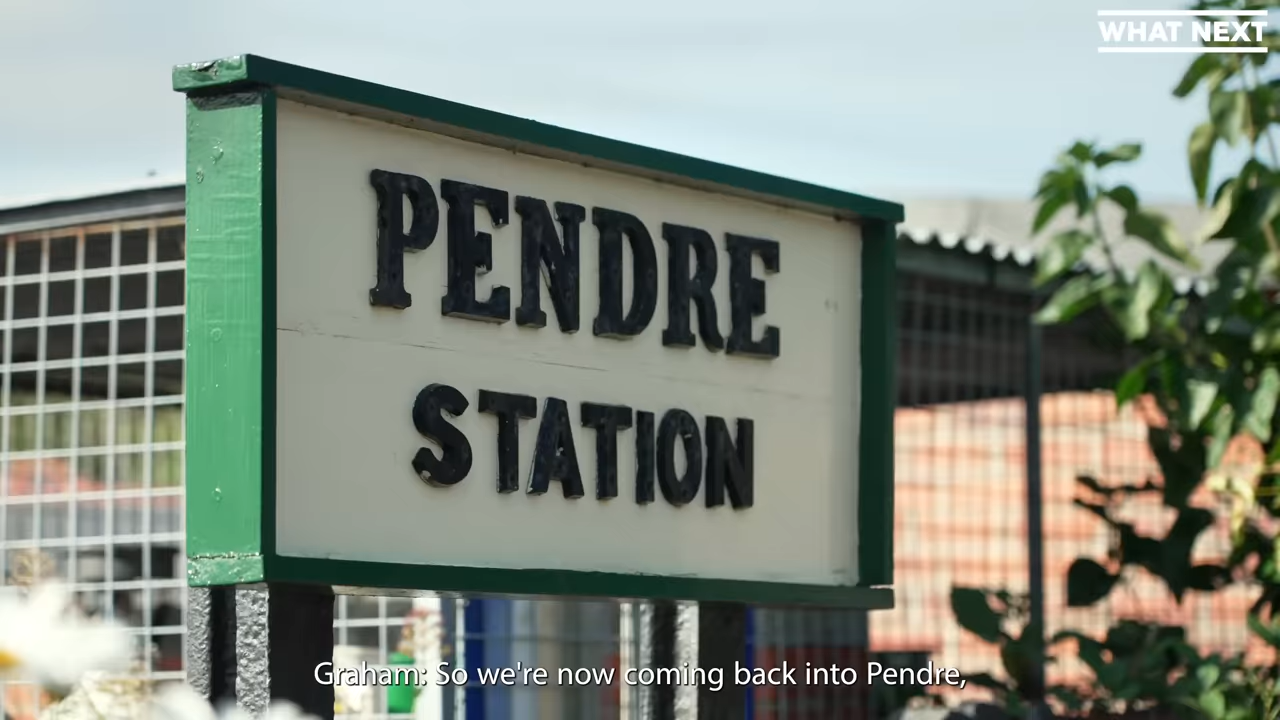 WHAT NEXT
PENDRE
STATION
Graham: So we're now coming back into Pendre,